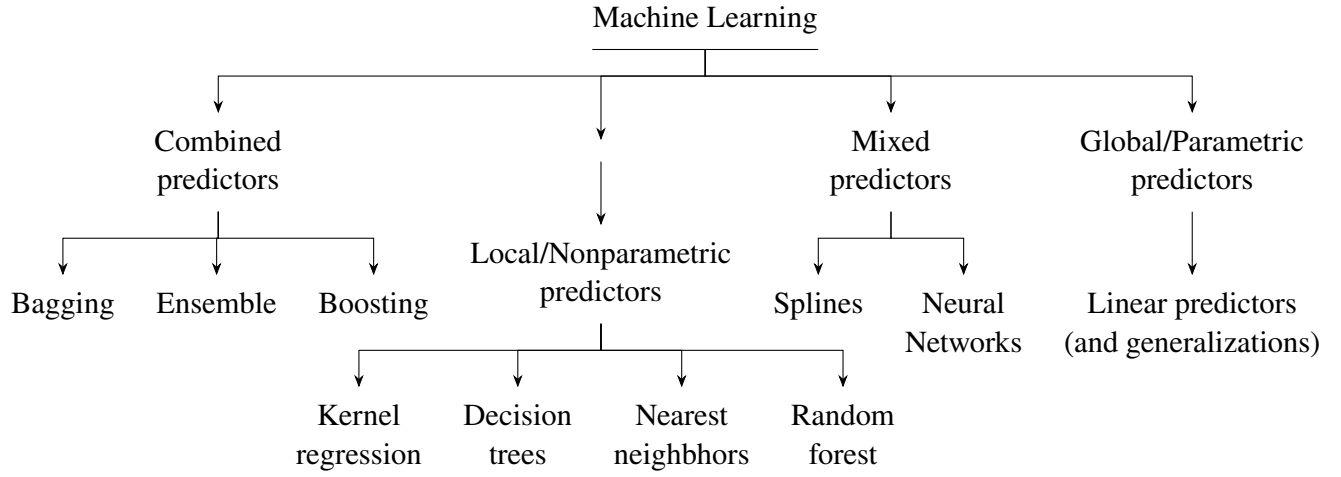 Machine Learning
Combined
predictors
Mixed
predictors
Global/Parametric
predictors
Local/Nonparametric
predictors
Bagging
Ensemble
Boosting
Splines
Neural
Networks
Linear predictors
(and generalizations)
Kernel
regression
Decision
trees
Nearest
neighbhors
Random
forest